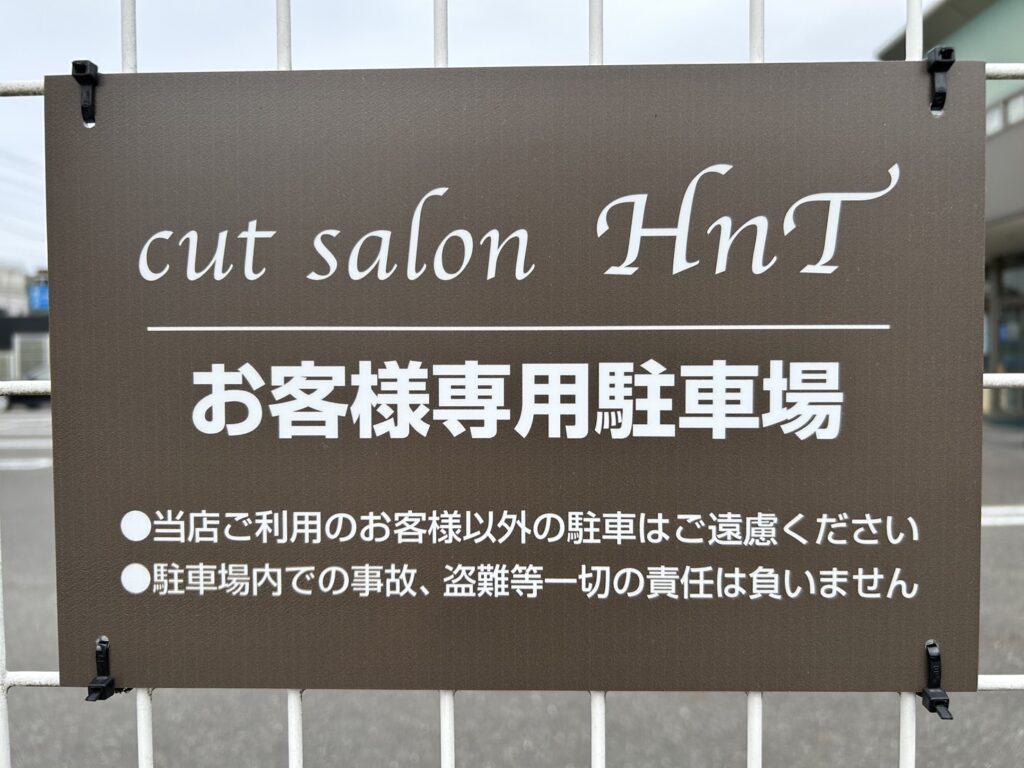 cut salon HnT
お客様専用駐車場
●当店ご利用のお客様以外の駐車はご遠慮ください
●駐車場内での事故、盗難等一切の責任は負いません